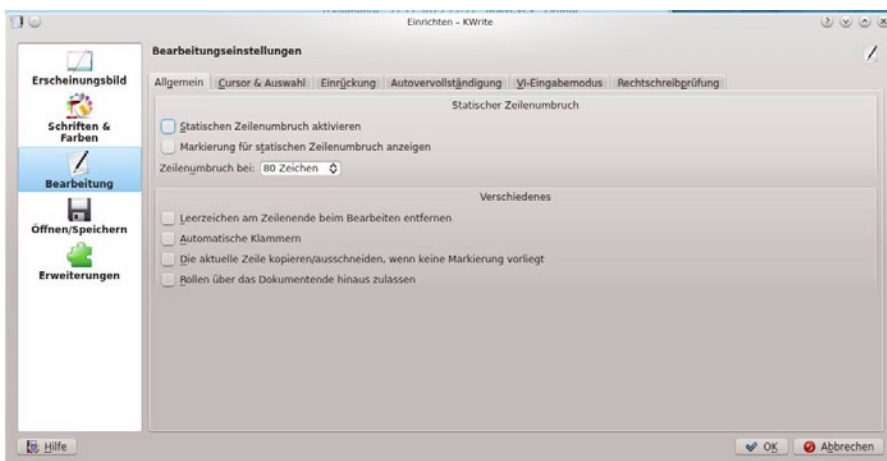 Einrichten – KWrite
Erscheinungsbild
Schriften &
Farben
Bearbeitung
Öffnen/Speichern
Erweiterungen
Bearbeitungseinstellungen
Allgemein Cursor & Auswahl Einrückung Autovervollständigung VI-Eingabemodus Rechtschreibprüfung
Statischer Zeilenumbruch
Statischen Zeilenumbruch aktivieren
Markierung für statischen Zeilenumbruch anzeigen
Zeilenumbruch bei: 80 Zeichen
Verschiedenes
Leerzeichen am Zeilenende beim Bearbeiten entfernen
Automatische Klammern
Die aktuelle Zeile kopieren/ausschneiden, wenn keine Markierung vorliegt
Rollen über das Dokumentende hinaus zulassen
Hilfe
OK Abbrechen